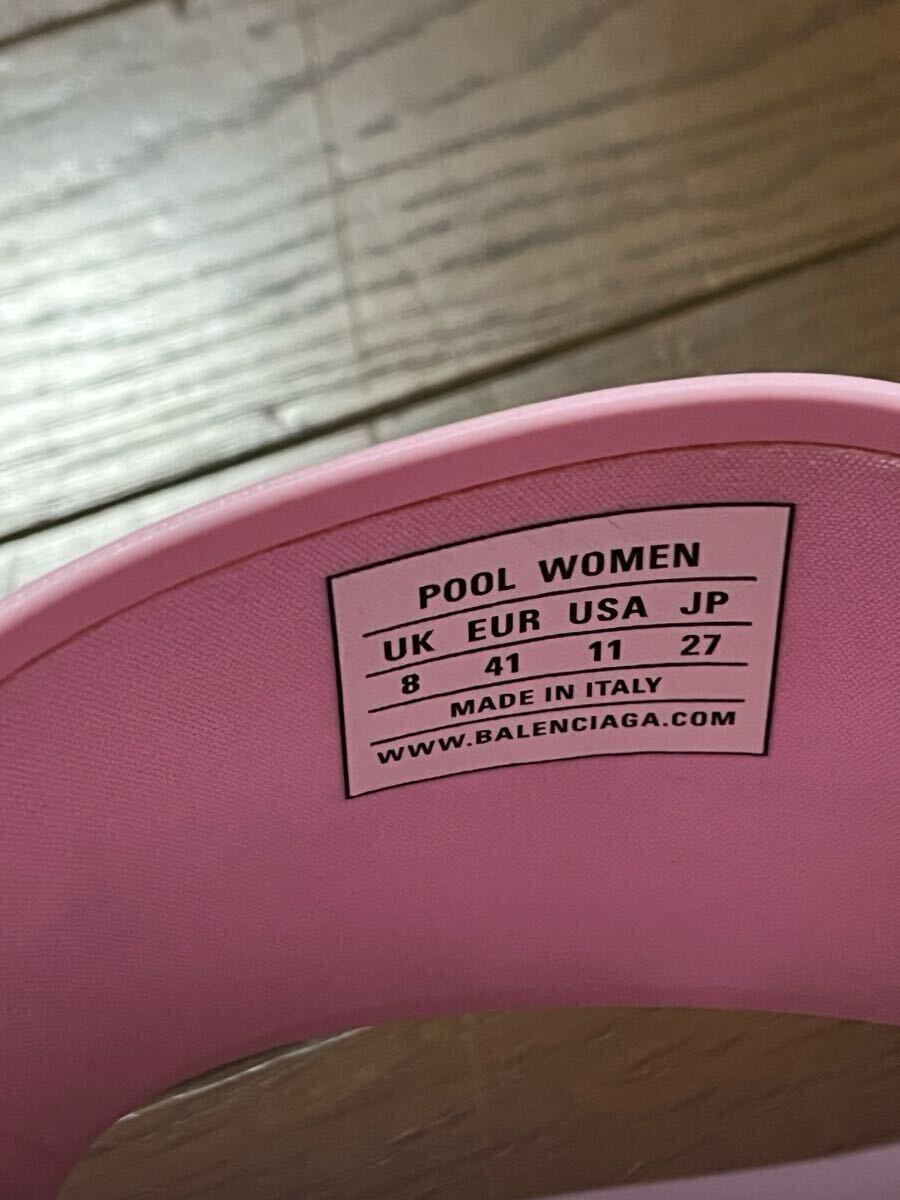 POOL WOMEN
UK EUR USA JP
8 41 11 27
MADE IN ITALY
WWW.BALENCIAGA.COM